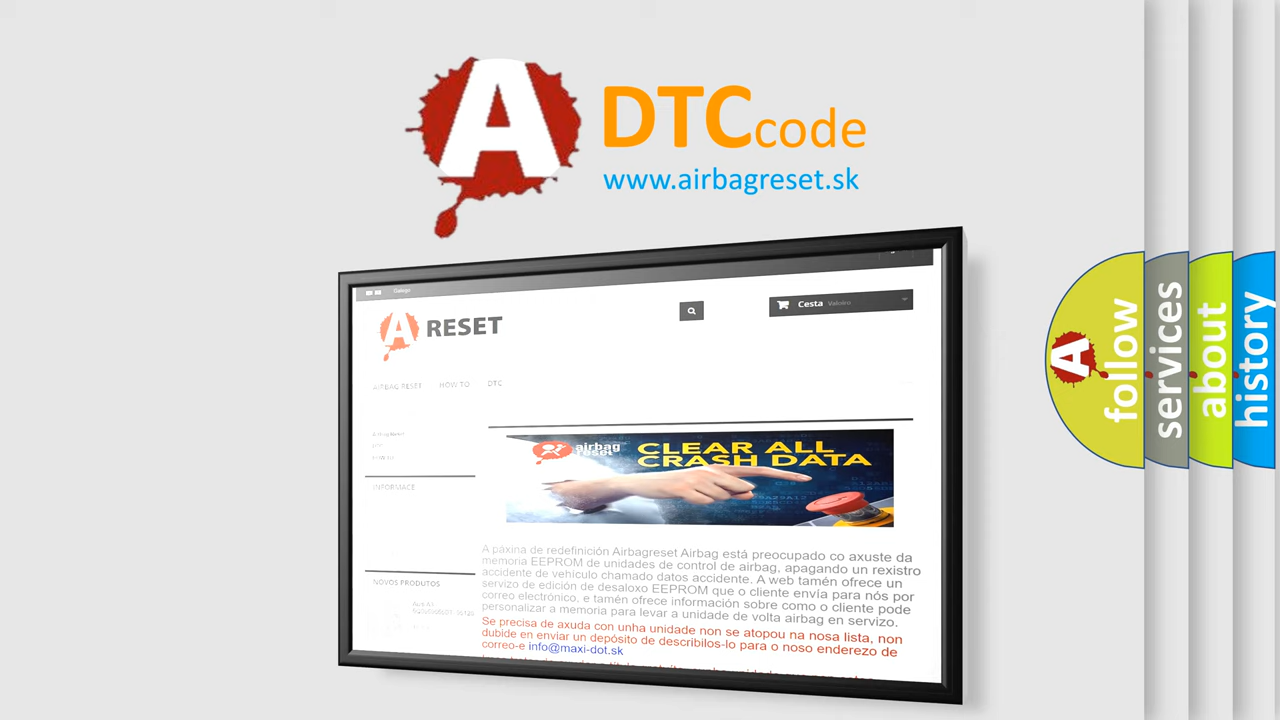 A
DTC code
www.airbagreset.sk
Galego
A RESET
Cesta Valeiro
AIRBAG RESET HOW TO DTC
INFORMACE
NOVOS PRODUTOS
airbag
reset
CLEAR ALL
CRASH DATA
A páxina de redefinición Airbagreset Airbag está preocupado co axuste da
memoria EEPROM de unidades de control de airbag, apagando un rexistro
accidente de vehículo chamado datos accidente. A web tamén ofrece un
servizo de edición de desaloxo EEPROM que o cliente envía para nós por
correo electrónico, e tamén ofrece información sobre como o cliente pode
personalizar a memoria para levar a unidade de volta airbag en servizo.
Se precisa de axuda con unha unidade non se atopou na nosa lista, non
dubide en enviar un depósito de describilos-lo para o noso enderezo de
correo-e info@maxi-dot.sk
A
follow
services
about
history